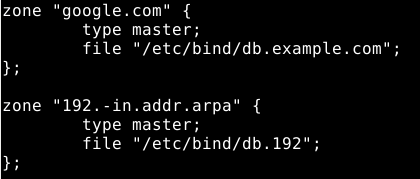 zone "google.com" {
        type master;
        file "/etc/bind/db.example.com";
};

zone "192.-in.addr.arpa" {
        type master;
        file "/etc/bind/db.192";
};